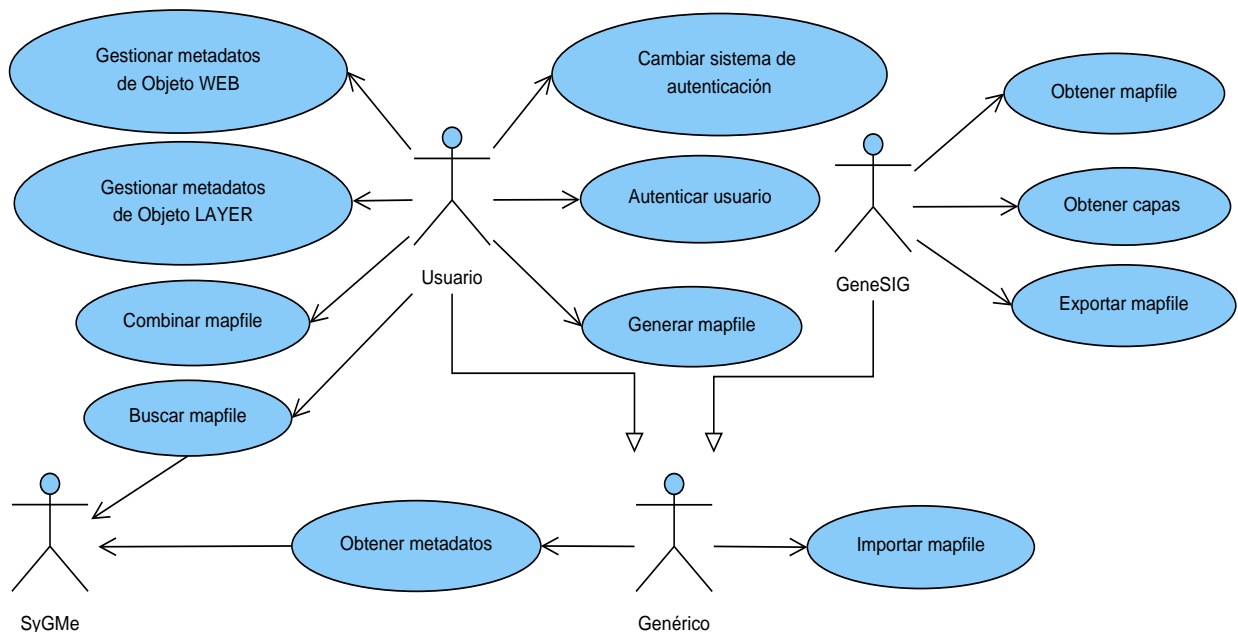 Gestionar metadatos
de Objeto WEB
Cambiar sistema de
autenticación
Obtener mapfile
Gestionar metadatos
de Objeto LAYER
Autenticar usuario
Obtener capas
Usuario
GeneSIG
Combinar mapfile
Generar mapfile
Exportar mapfile
Buscar mapfile
Obtener metadatos
Importar mapfile
SyGMe
Genérico